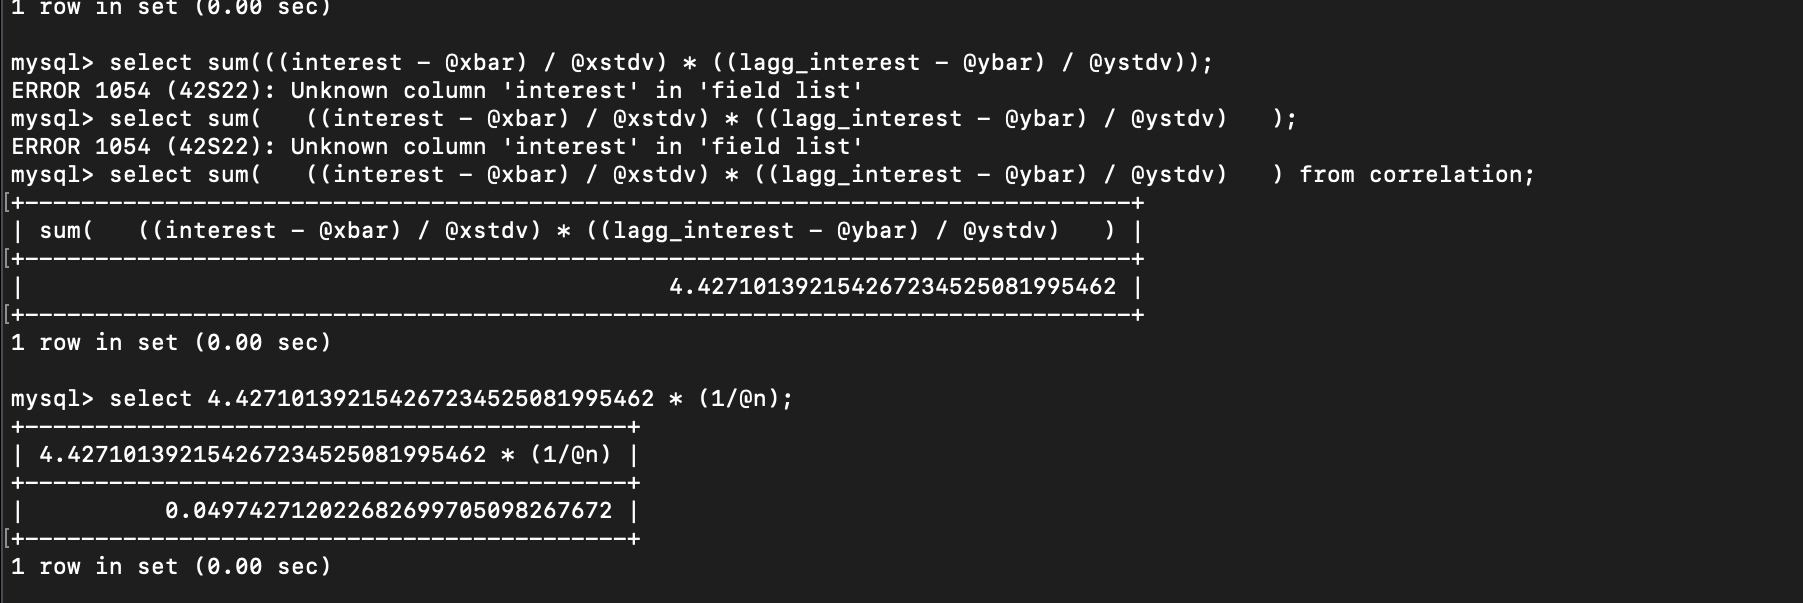 1 row in set (0.00 sec)
mysql> select sum(((interest - @xbar) / @xstdv) * ((lagg_interest - @ybar) / @ystdv));
ERROR 1054 (42S22): Unknown column 'interest' in 'field list'
mysql> select sum(   ((interest - @xbar) / @xstdv) * ((lagg_interest - @ybar) / @ystdv)   );
ERROR 1054 (42S22): Unknown column 'interest' in 'field list'
mysql> select sum(   ((interest - @xbar) / @xstdv) * ((lagg_interest - @ybar) / @ystdv)   ) from correlation;
[+-------------------------------------------------------------------------------+
| sum(   ((interest - @xbar) / @xstdv) * ((lagg_interest - @ybar) / @ystdv)   ) |
[+-------------------------------------------------------------------------------+
|                                              4.427101392154267234525081995462 |
[+-------------------------------------------------------------------------------+
1 row in set (0.00 sec)
mysql> select 4.427101392154267234525081995462 * (1/@n);
+-------------------------------------------+
| 4.427101392154267234525081995462 * (1/@n) |
+-------------------------------------------+
|          0.049742712022682699705098267672 |
[+-------------------------------------------+
1 row in set (0.00 sec)